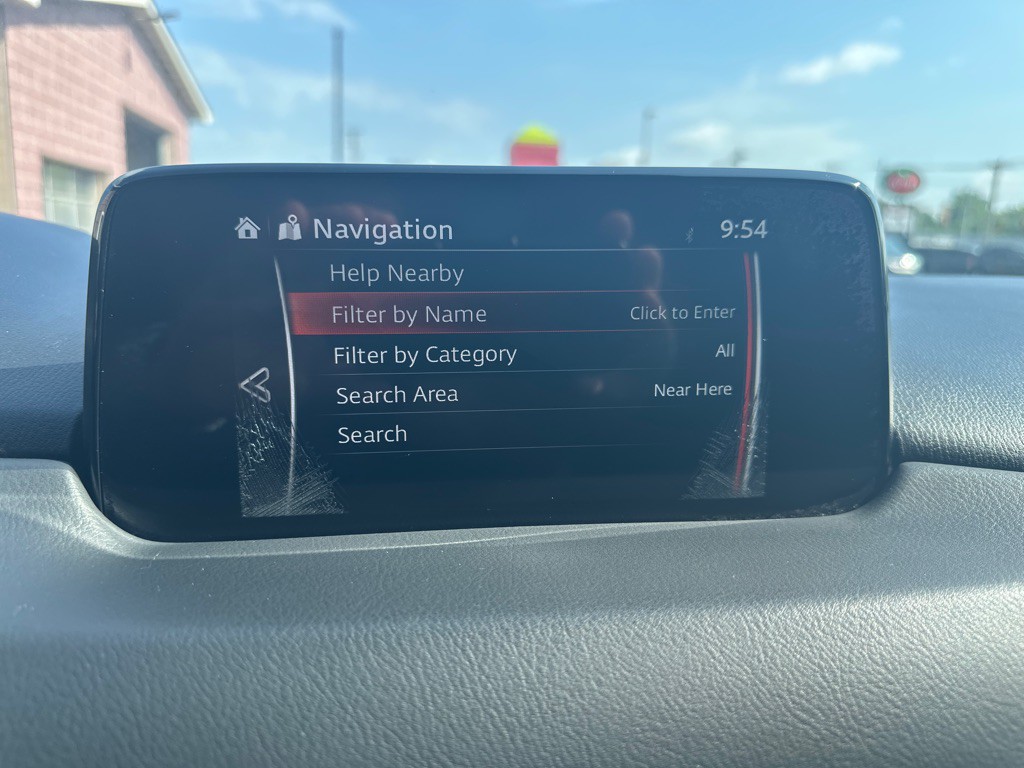 Navigation 9:54
Help Nearby
Filter by Name Click to Enter
Filter by Category All
Search Area Near Here
Search